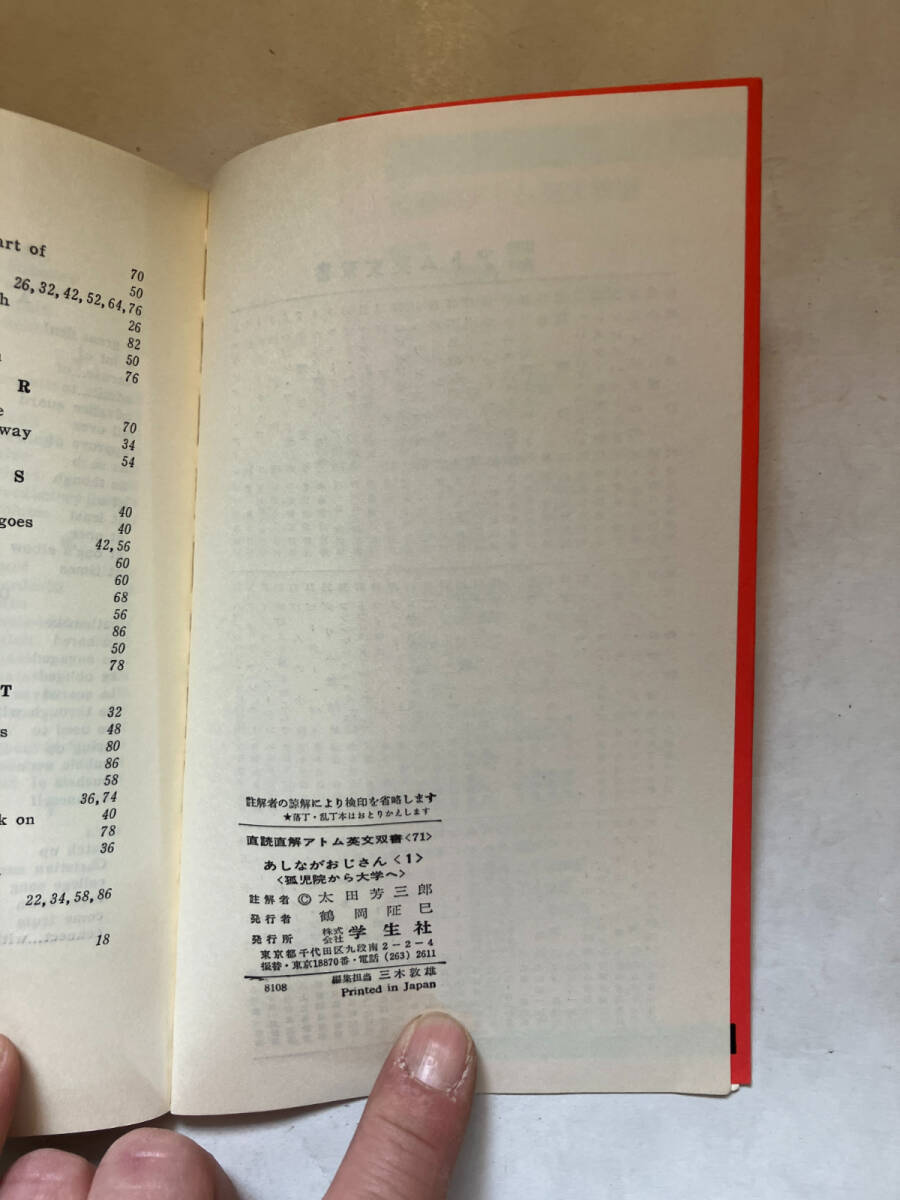 art of
70
50
26, 32, 42, 52, 64, 76
26
82
50
76
R
70
way
34
54
S
40
goes
40
42, 56
60
60
68
56
86
50
78
T
32
48
80
86
58
36, 74
k on
40
78
36
22, 34, 58, 86
18
註解者の諒解により検印を省略します
★落丁・乱丁本はおとりかえします
直読直解アトム英文双書〈71〉
あしながおじさん〈1〉
〈孤児院から大学へ〉
註解者 © 太田芳三郎
発行者 鶴岡阷巳
発行所 株式会社 学生社
東京都千代田区九段南2-2-4
振替・東京18870番・電話 (263) 2611
8108 編集担当 三木敦雄
Printed in Japan